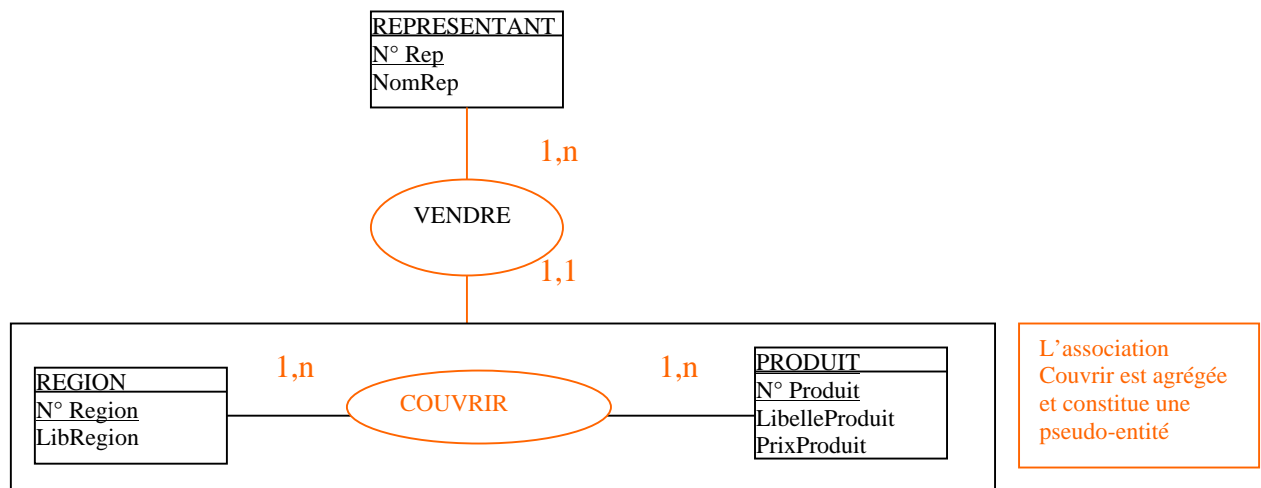 REPRESENTANT
N° Rep
NomRep
1,n
VENDRE
1,1
REGION
N° Region
LibRegion
1,n
COUVRIR
1,n
PRODUIT
N° Produit
LibelleProduit
PrixProduit
L'association
Couvrir est agrégée
et constitue une
pseudo-entité